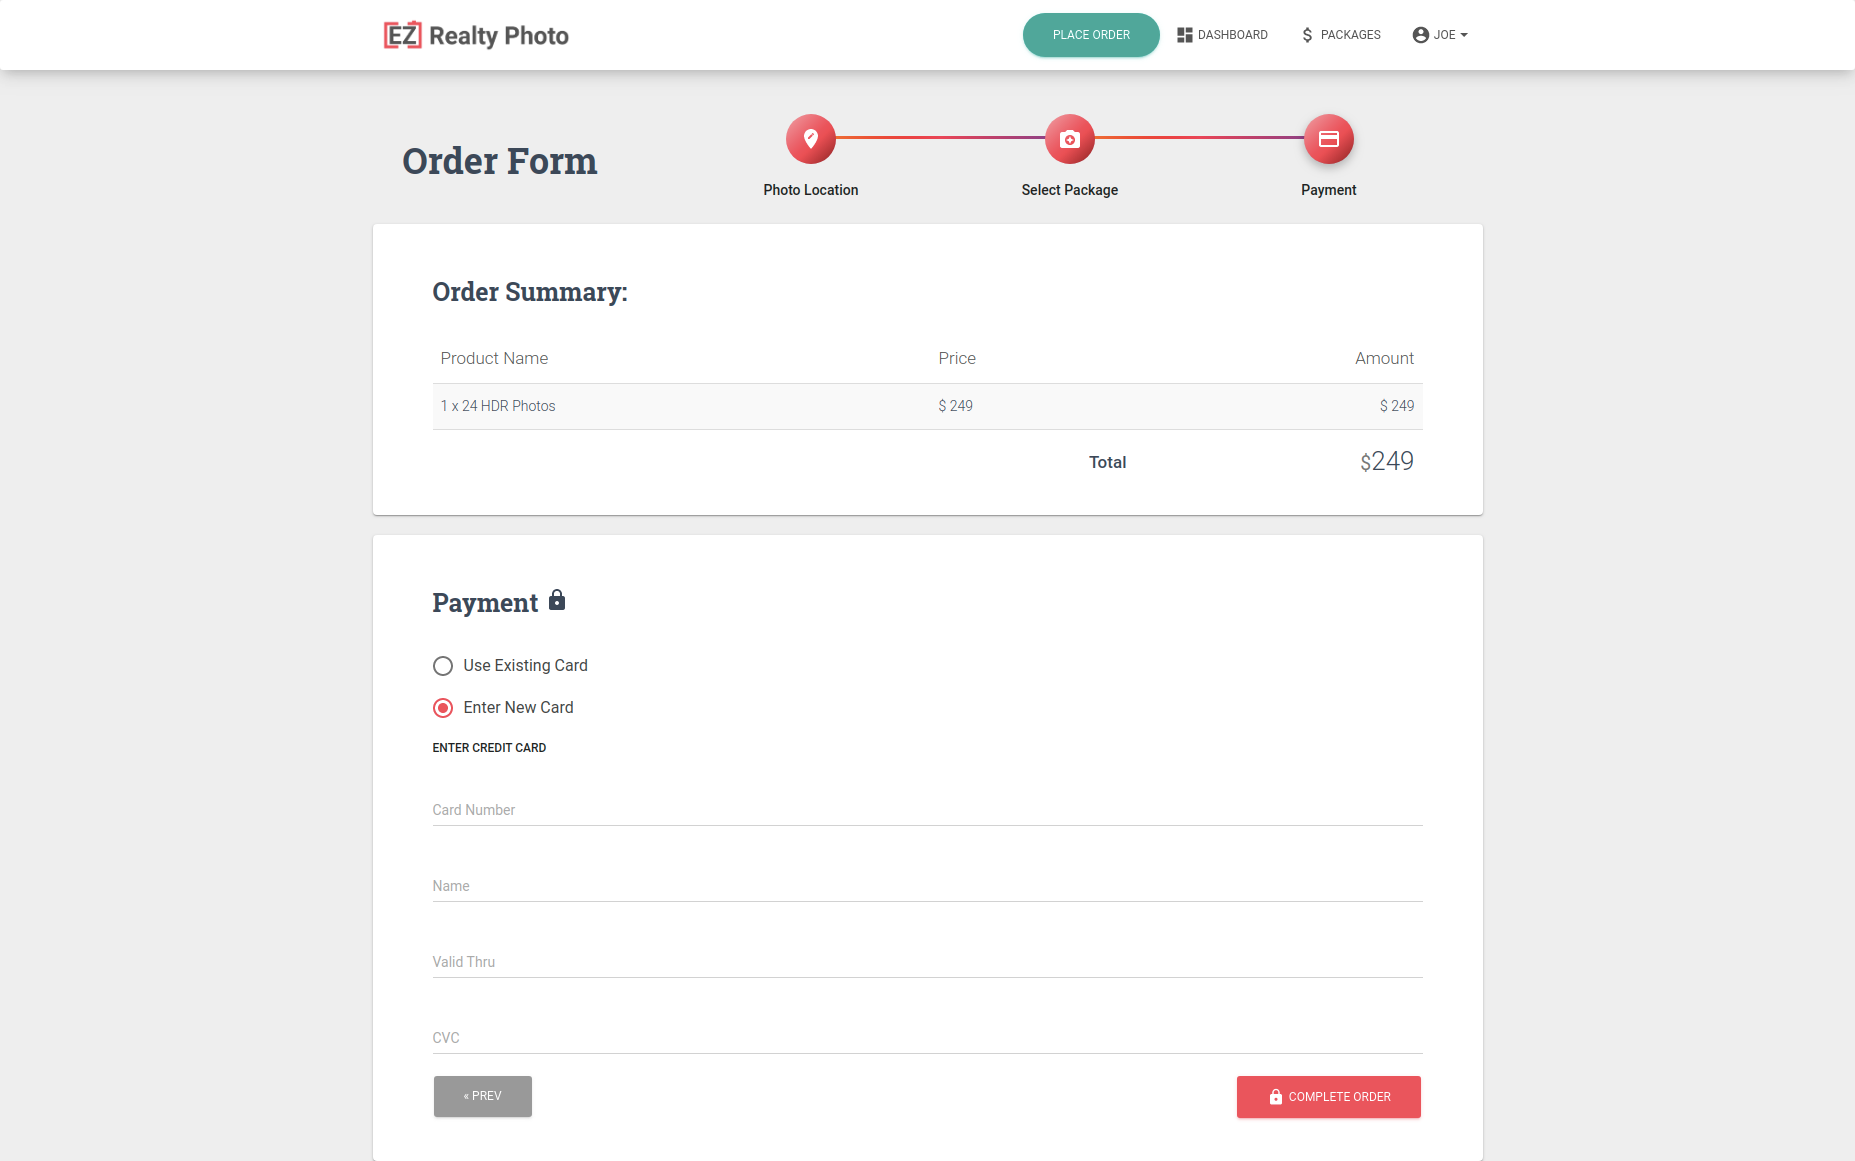 EZ Realty Photo
PLACE ORDER DASHBOARD $ PACKAGES JOE
Order Form
Photo Location Select Package Payment
Order Summary:
Product Name Price Amount
1 x 24 HDR Photos $ 249 $ 249
Total $249
Payment
Use Existing Card
Enter New Card
ENTER CREDIT CARD
Card Number
Name
Valid Thru
CVC
« PREV COMPLETE ORDER